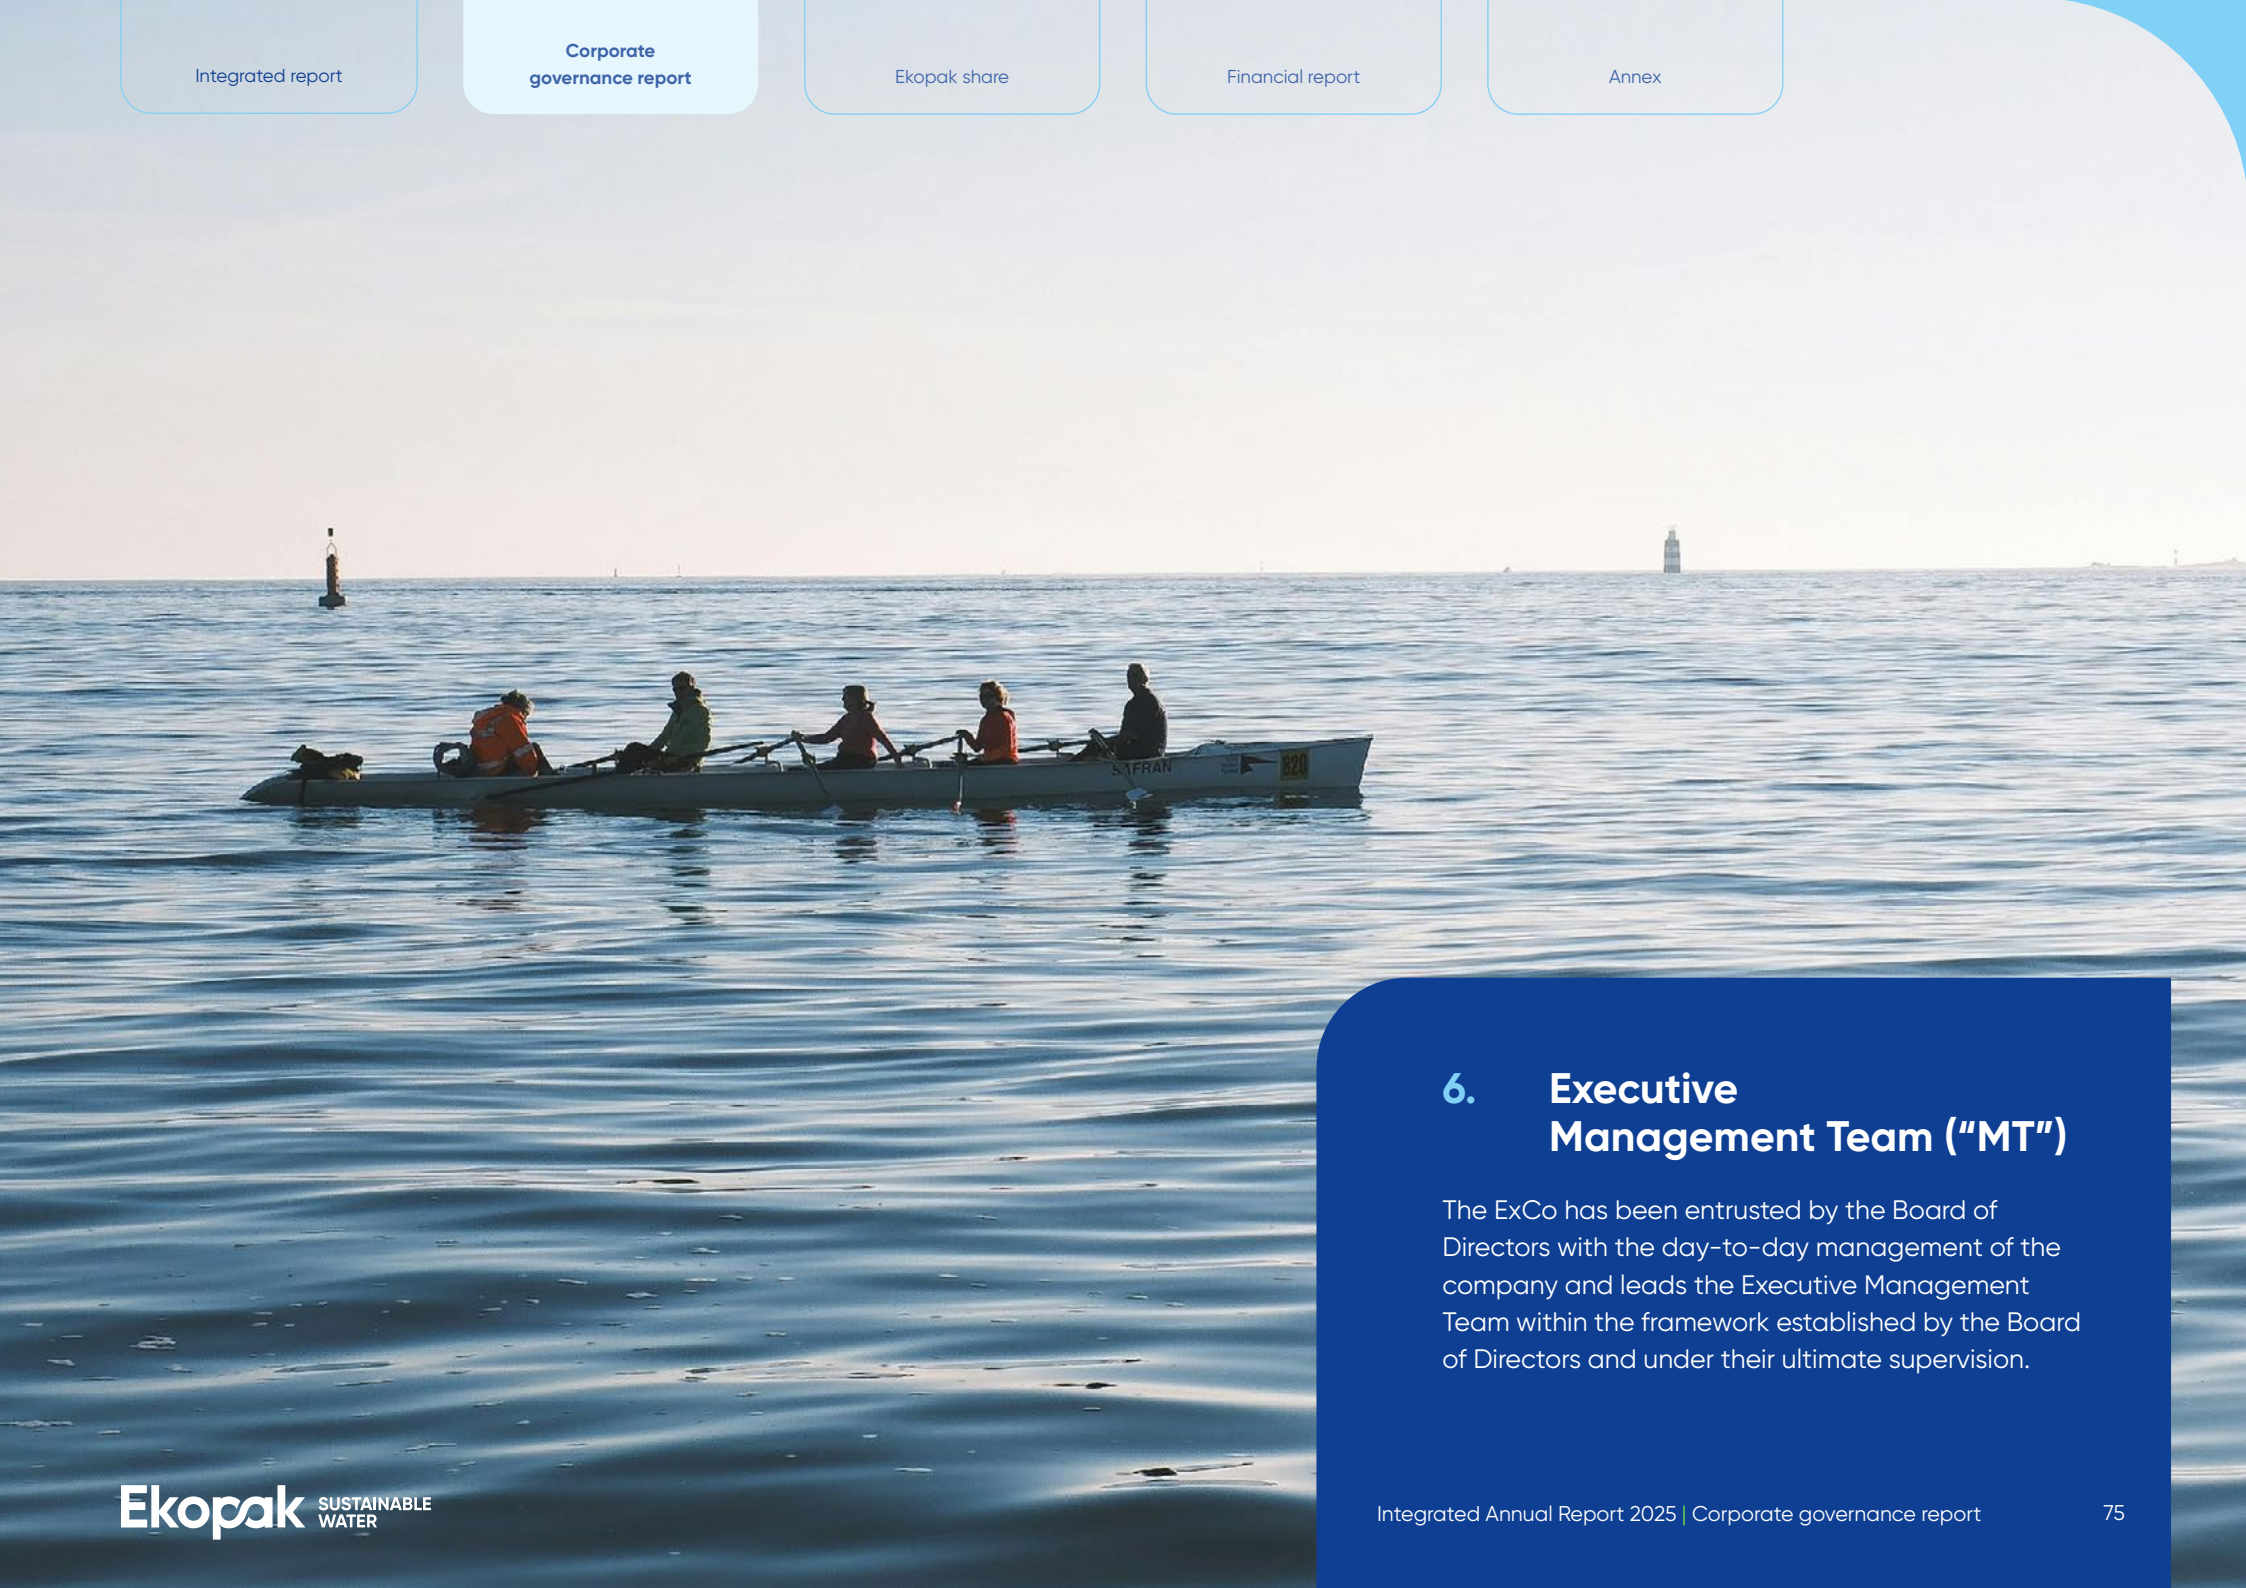 Integrated report
Corporate
governance report
Ekopak share
Financial report
Annex
SAFRAN
820
6. Executive
Management Team (“MT”)
The ExCo has been entrusted by the Board of
Directors with the day-to-day management of the
company and leads the Executive Management
Team within the framework established by the Board
of Directors and under their ultimate supervision.
Ekopak SUSTAINABLE
WATER
Integrated Annual Report 2025 | Corporate governance report 75